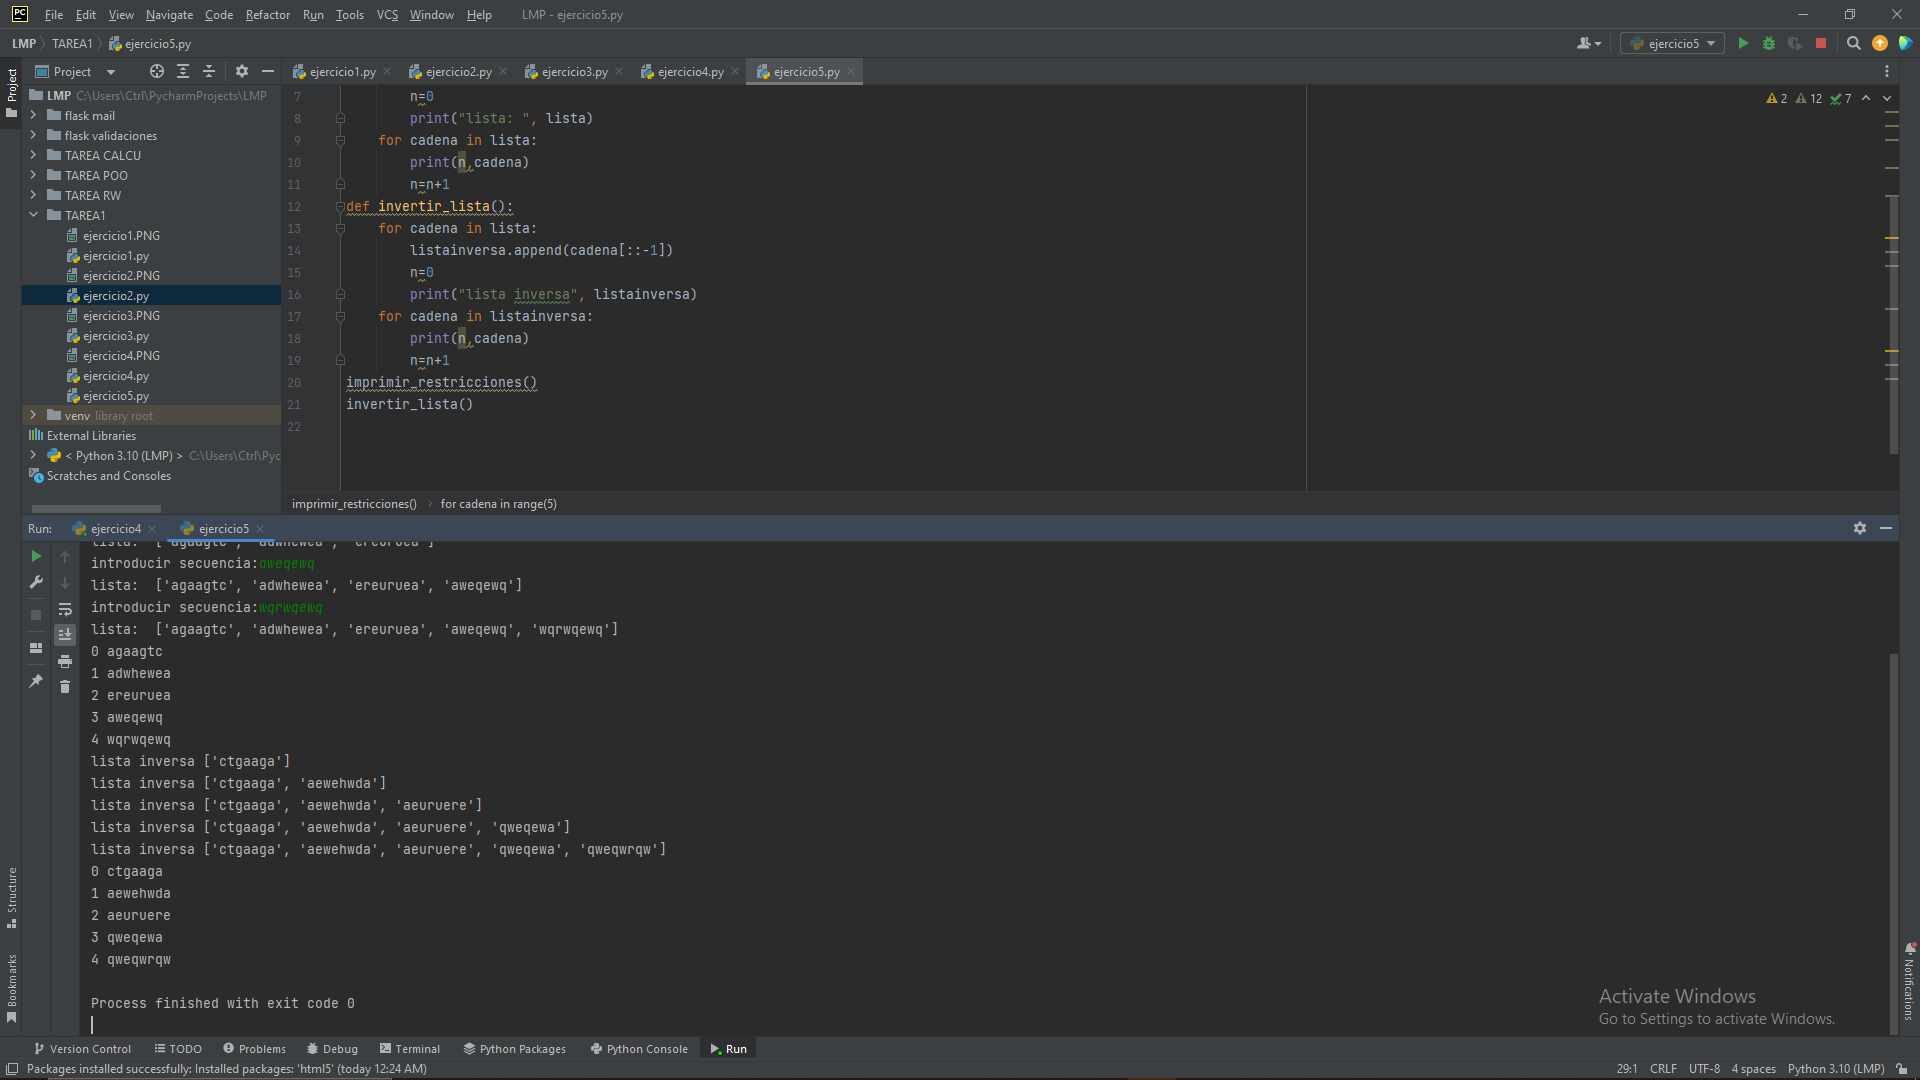 PC File Edit View Navigate Code Refactor Run Tools VCS Window Help LMP - ejercicio5.py
LMP TAREA1 ejercicio5.py
ejercicio5
Project
Project
ejercicio1.py ejercicio2.py ejercicio3.py ejercicio4.py ejercicio5.py
LMP C:\Users\Ctrl\PycharmProjects\LMP
flask mail
flask validaciones
TAREA CALCU
TAREA POO
TAREA RW
TAREA1
ejercicio1.PNG
ejercicio1.py
ejercicio2.PNG
ejercicio2.py
ejercicio3.PNG
ejercicio3.py
ejercicio4.PNG
ejercicio4.py
ejercicio5.py
venv library root
External Libraries
< Python 3.10 (LMP) > C:\Users\Ctrl\Pyc
Scratches and Consoles
2 12 7
7 n=0
8 print("lista: ", lista)
9 for cadena in lista:
10 print(n,cadena)
11 n=n+1
12 def invertir_lista():
13 for cadena in lista:
14 listainversa.append(cadena[::-1])
15 n=0
16 print("lista inversa", listainversa)
17 for cadena in listainversa:
18 print(n,cadena)
19 n=n+1
20 imprimir_restricciones()
21 invertir_lista()
22
imprimir_restricciones() for cadena in range(5)
Run: ejercicio4 ejercicio5
lista: ['agaagtc', 'adwhewea', 'ereuruea']
introducir secuencia:aweqewq
lista:  ['agaagtc', 'adwhewea', 'ereuruea', 'aweqewq']
introducir secuencia:wqrwqewq
lista:  ['agaagtc', 'adwhewea', 'ereuruea', 'aweqewq', 'wqrwqewq']
0 agaagtc
1 adwhewea
2 ereuruea
3 aweqewq
4 wqrwqewq
lista inversa ['ctgaaga']
lista inversa ['ctgaaga', 'aewehwda']
lista inversa ['ctgaaga', 'aewehwda', 'aeuruere']
lista inversa ['ctgaaga', 'aewehwda', 'aeuruere', 'qweqewa']
lista inversa ['ctgaaga', 'aewehwda', 'aeuruere', 'qweqewa', 'qweqwrqw']
0 ctgaaga
1 aewehwda
2 aeuruere
3 qweqewa
4 qweqwrqw
Process finished with exit code 0
Structure
Bookmarks
Notifications
Activate Windows
Go to Settings to activate Windows.
Version Control TODO Problems Debug Terminal Python Packages Python Console Run
Packages installed successfully: Installed packages: 'html5' (today 12:24 AM) 29:1 CRLF UTF-8 4 spaces Python 3.10 (LMP)